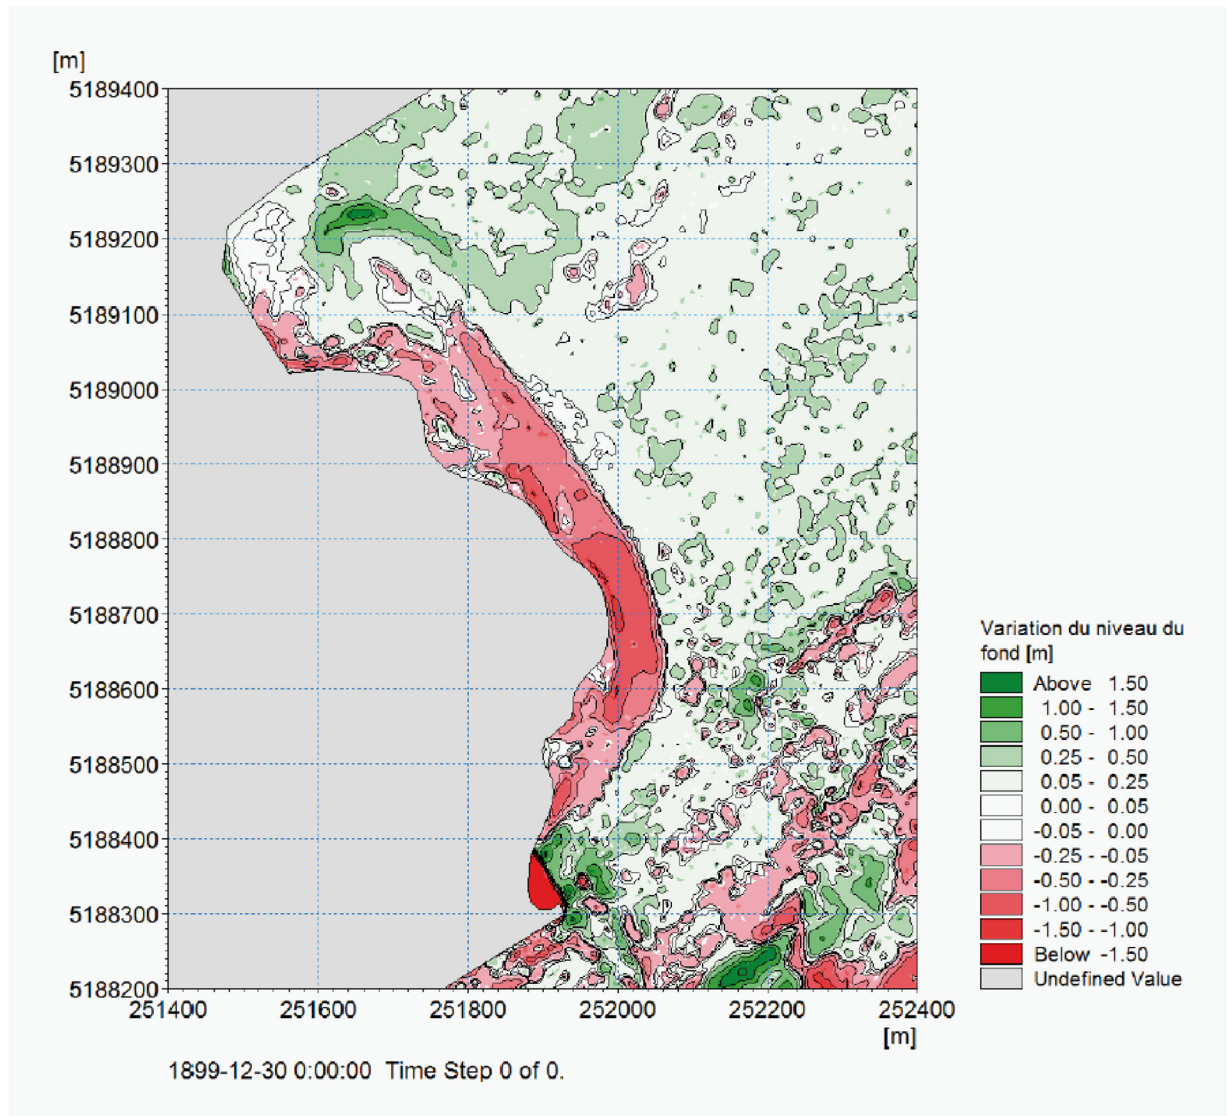 [m]
5189400
5189300
5189200
5189100
5189000
5188900
5188800
5188700
5188600
5188500
5188400
5188300
5188200
251400 251600 251800 252000 252200 252400
[m]
Variation du niveau du
fond [m]
Above 1.50
1.00 - 1.50
0.50 - 1.00
0.25 - 0.50
0.05 - 0.25
0.00 - 0.05
-0.05 - 0.00
-0.25 - -0.05
-0.50 - -0.25
-1.00 - -0.50
-1.50 - -1.00
Below -1.50
Undefined Value
1899-12-30 0:00:00 Time Step 0 of 0.